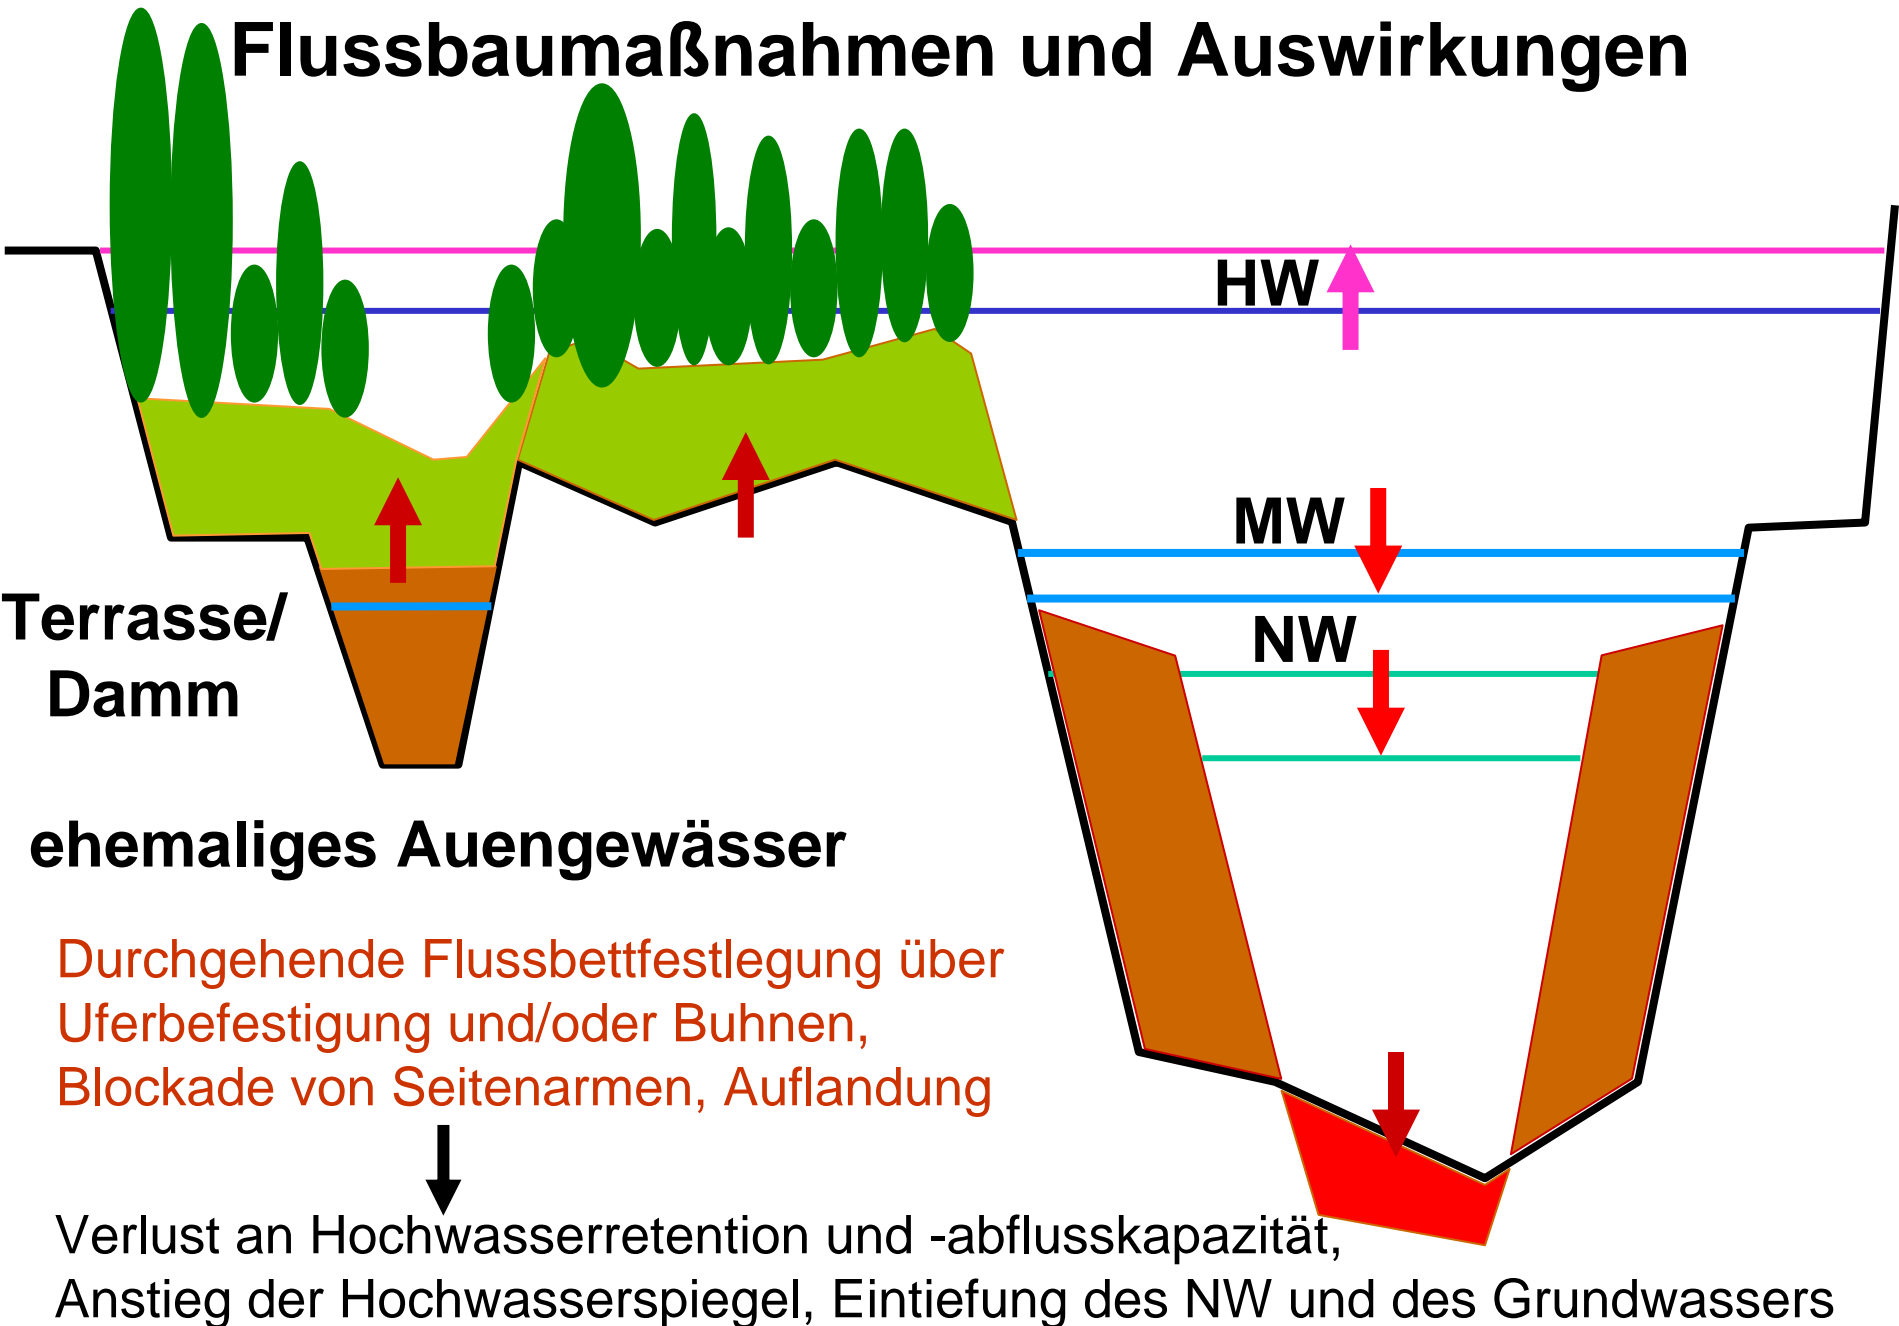 Flussbaumaßnahmen und Auswirkungen
HW
MW
NW
Terrasse/
Damm
ehemaliges Auengewässer
Durchgehende Flussbettfestlegung über
Uferbefestigung und/oder Buhnen,
Blockade von Seitenarmen, Auflandung
Verlust an Hochwasserretention und -abflusskapazität,
Anstieg der Hochwasserspiegel, Eintiefung des NW und des Grundwassers